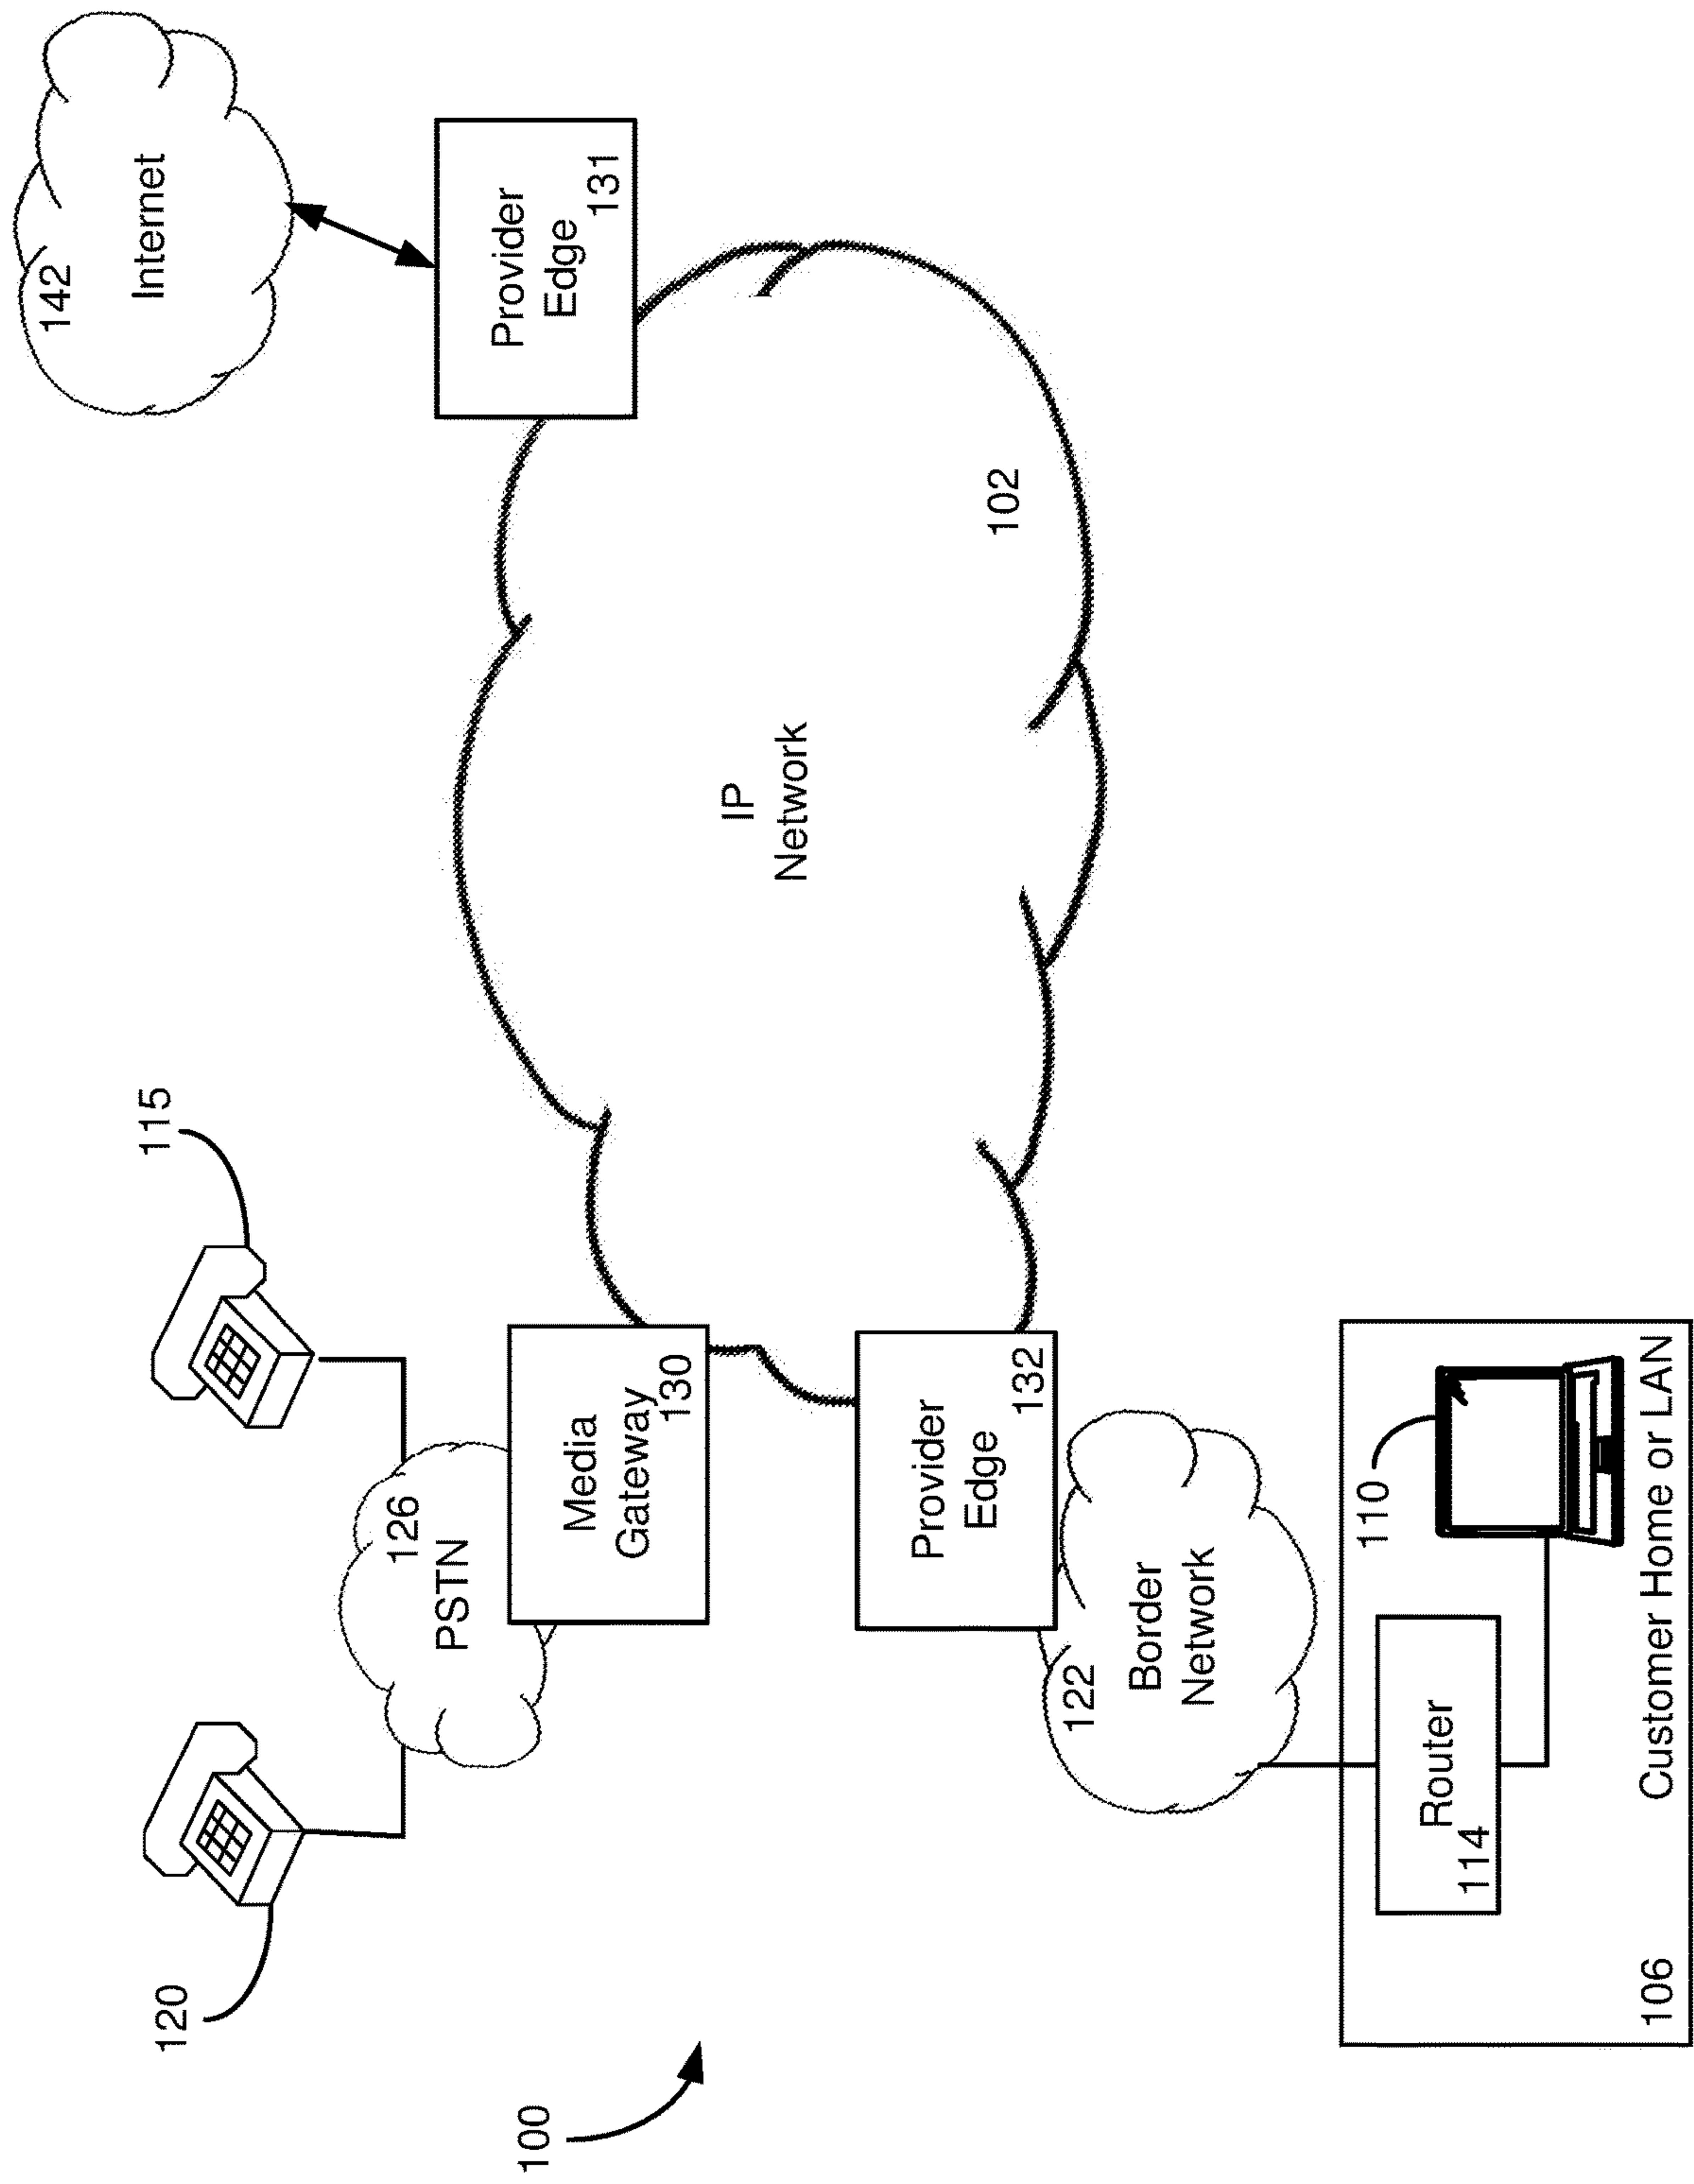 100
120
115
126
PSTN
Media
Gateway
130
142
Internet
Provider
Edge
131
IP
Network
102
Provider
Edge
132
122
Border
Network
Router
114
110
106
Customer Home or LAN